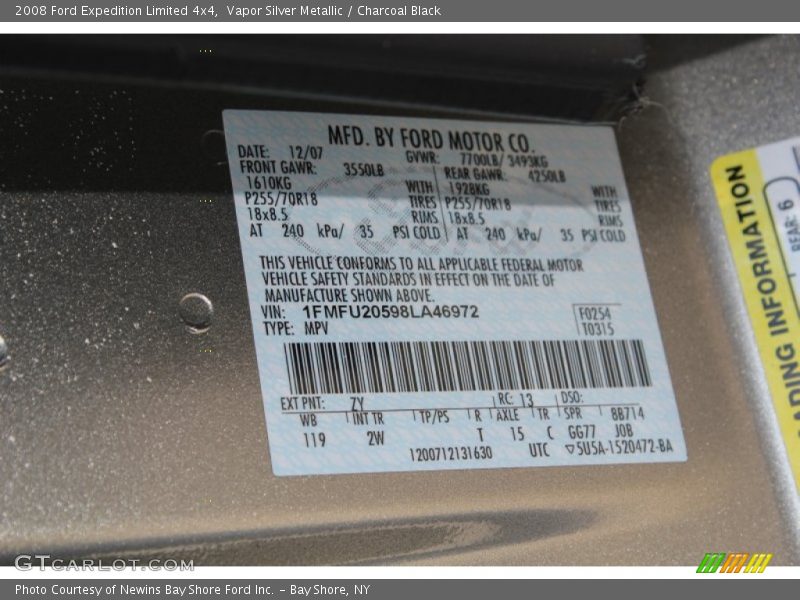 2008 Ford Expedition Limited 4x4,  Vapor Silver Metallic / Charcoal Black
MFD. BY FORD MOTOR CO.
DATE: 12/07 GVWR: 7700LB/ 3493KG
FRONT GAWR: 3550LB REAR GAWR: 4250LB
1610KG WITH 1928KG WITH
P255/70R18 TIRES P255/70R18 TIRES
18x8.5 RIMS 18x8.5 RIMS
AT 240 kPa/ 35 PSI COLD AT 240 kPa/ 35 PSI COLD
THIS VEHICLE CONFORMS TO ALL APPLICABLE FEDERAL MOTOR
VEHICLE SAFETY STANDARDS IN EFFECT ON THE DATE OF
MANUFACTURE SHOWN ABOVE.
VIN: 1FMFU20598LA46972 F0254
TYPE: MPV T0315
EXT PNT: ZY RC: 13 DSO:
WB INT TR TP/PS R AXLE TR SPR 8B714
119 2W T 15 C GG77 JOB
1200712131630 UTC ▽5U5A-1520472-BA
ADING INFORMATION
REAR: 6
GTCARLOT.COM
Photo Courtesy of Newins Bay Shore Ford Inc. - Bay Shore, NY